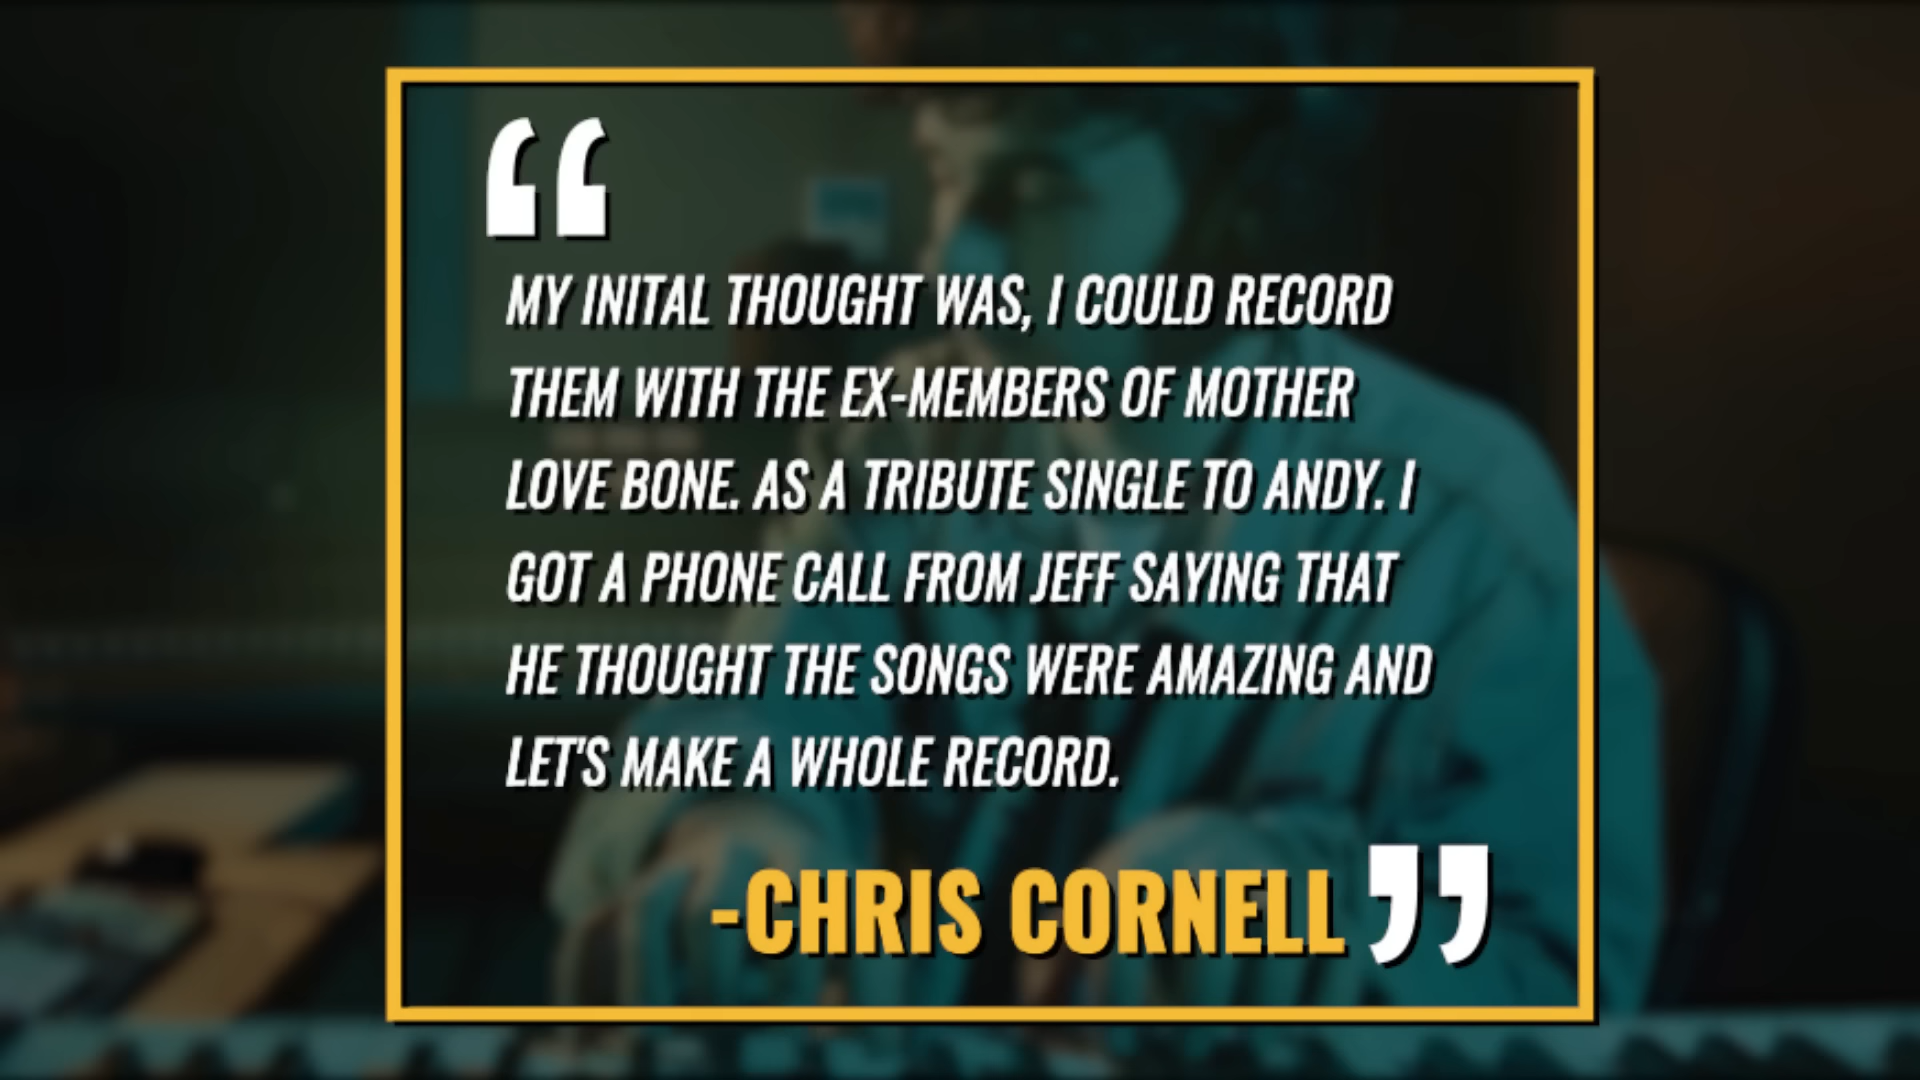 “
MY INITAL THOUGHT WAS, I COULD RECORD
THEM WITH THE EX-MEMBERS OF MOTHER
LOVE BONE. AS A TRIBUTE SINGLE TO ANDY. I
GOT A PHONE CALL FROM JEFF SAYING THAT
HE THOUGHT THE SONGS WERE AMAZING AND
LET'S MAKE A WHOLE RECORD.
-CHRIS CORNELL ”